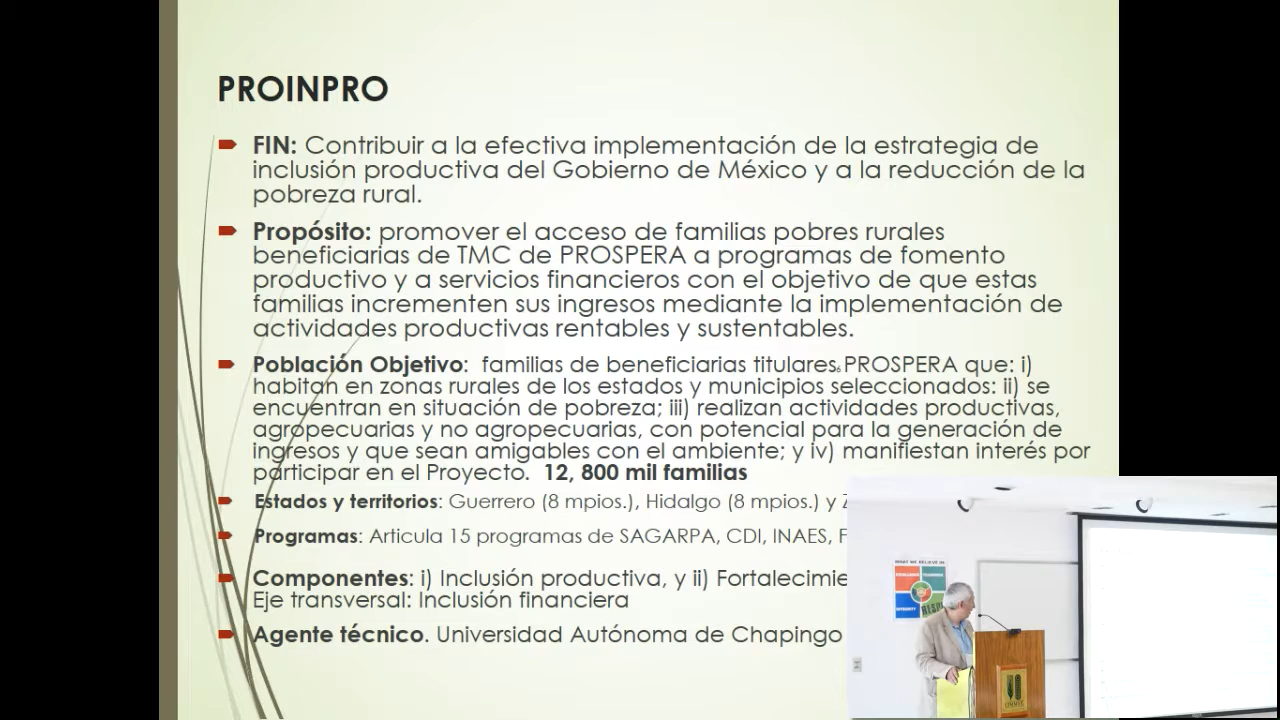 PROINPRO
FIN: Contribuir a la efectiva implementación de la estrategia de
inclusión productiva del Gobierno de México y a la reducción de la
pobreza rural.
Propósito: promover el acceso de familias pobres rurales
beneficiarias de TMC de PROSPERA a programas de fomento
productivo y a servicios financieros con el objetivo de que estas
familias incrementen sus ingresos mediante la implementación de
actividades productivas rentables y sustentables.
Población Objetivo: familias de beneficiarias titulares6 PROSPERA que: i)
habitan en zonas rurales de los estados y municipios seleccionados: ii) se
encuentran en situación de pobreza; iii) realizan actividades productivas,
agropecuarias y no agropecuarias, con potencial para la generación de
ingresos y que sean amigables con el ambiente; y iv) manifiestan interés por
participar en el Proyecto. 12, 800 mil familias
Estados y territorios: Guerrero (8 mpios.), Hidalgo (8 mpios.) y
Programas: Articula 15 programas de SAGARPA, CDI, INAES,
Componentes: i) Inclusión productiva, y ii) Fortalecimie
Eje transversal: Inclusión financiera
Agente técnico. Universidad Autónoma de Chapingo
WHAT WE BELIEVE IN
INTEGRITY
CIMMYT